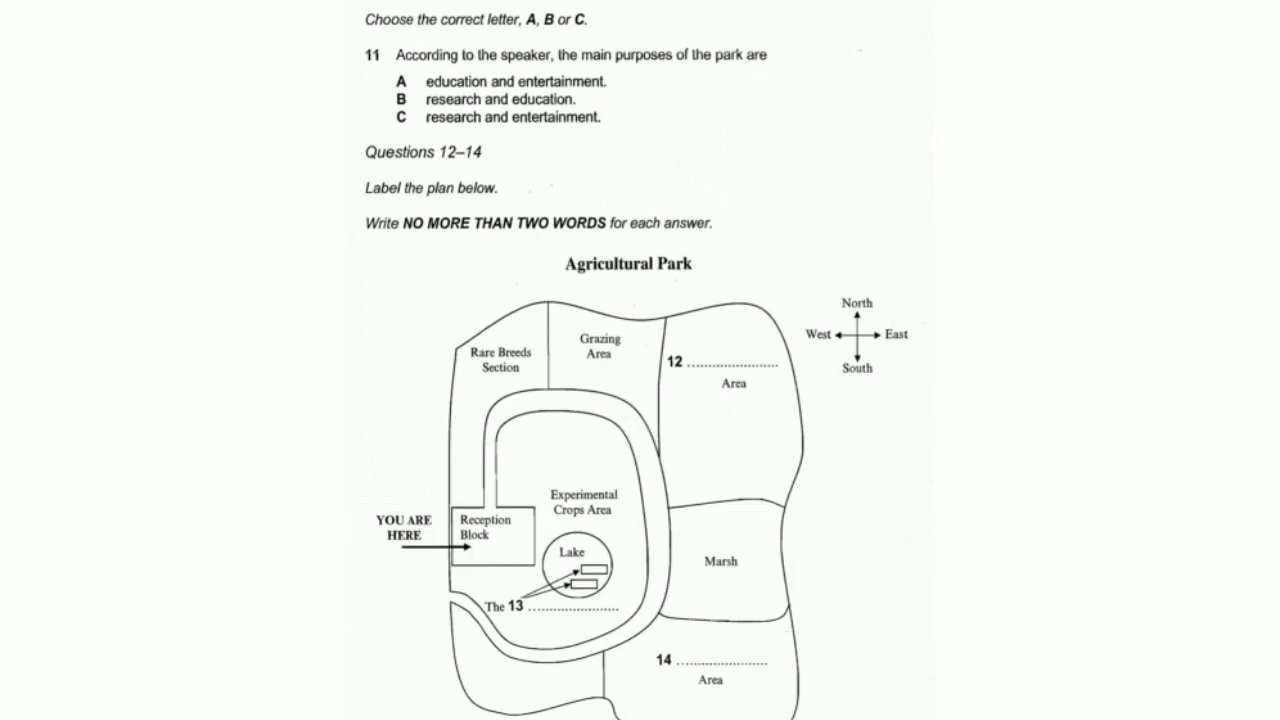 Choose the correct letter, A, B or C.
11 According to the speaker, the main purposes of the park are
A education and entertainment.
B research and education.
C research and entertainment.
Questions 12–14
Label the plan below.
Write NO MORE THAN TWO WORDS for each answer.
Agricultural Park
North
West East
South
Rare Breeds
Section
Grazing
Area
12 ..............................
Area
Experimental
Crops Area
YOU ARE
HERE
Reception
Block
Lake
Marsh
The 13 ..............................
14 ..............................
Area